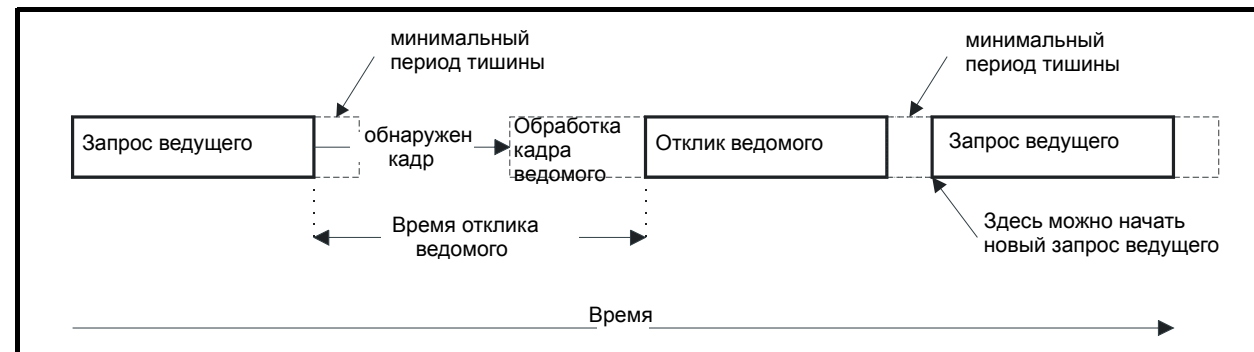 минимальный
период тишины
минимальный
период тишины
Запрос ведущего
обнаружен
кадр
Обработка
кадра
ведомого
Отклик ведомого
Запрос ведущего
Время отклика
ведомого
Здесь можно начать
новый запрос ведущего
Время